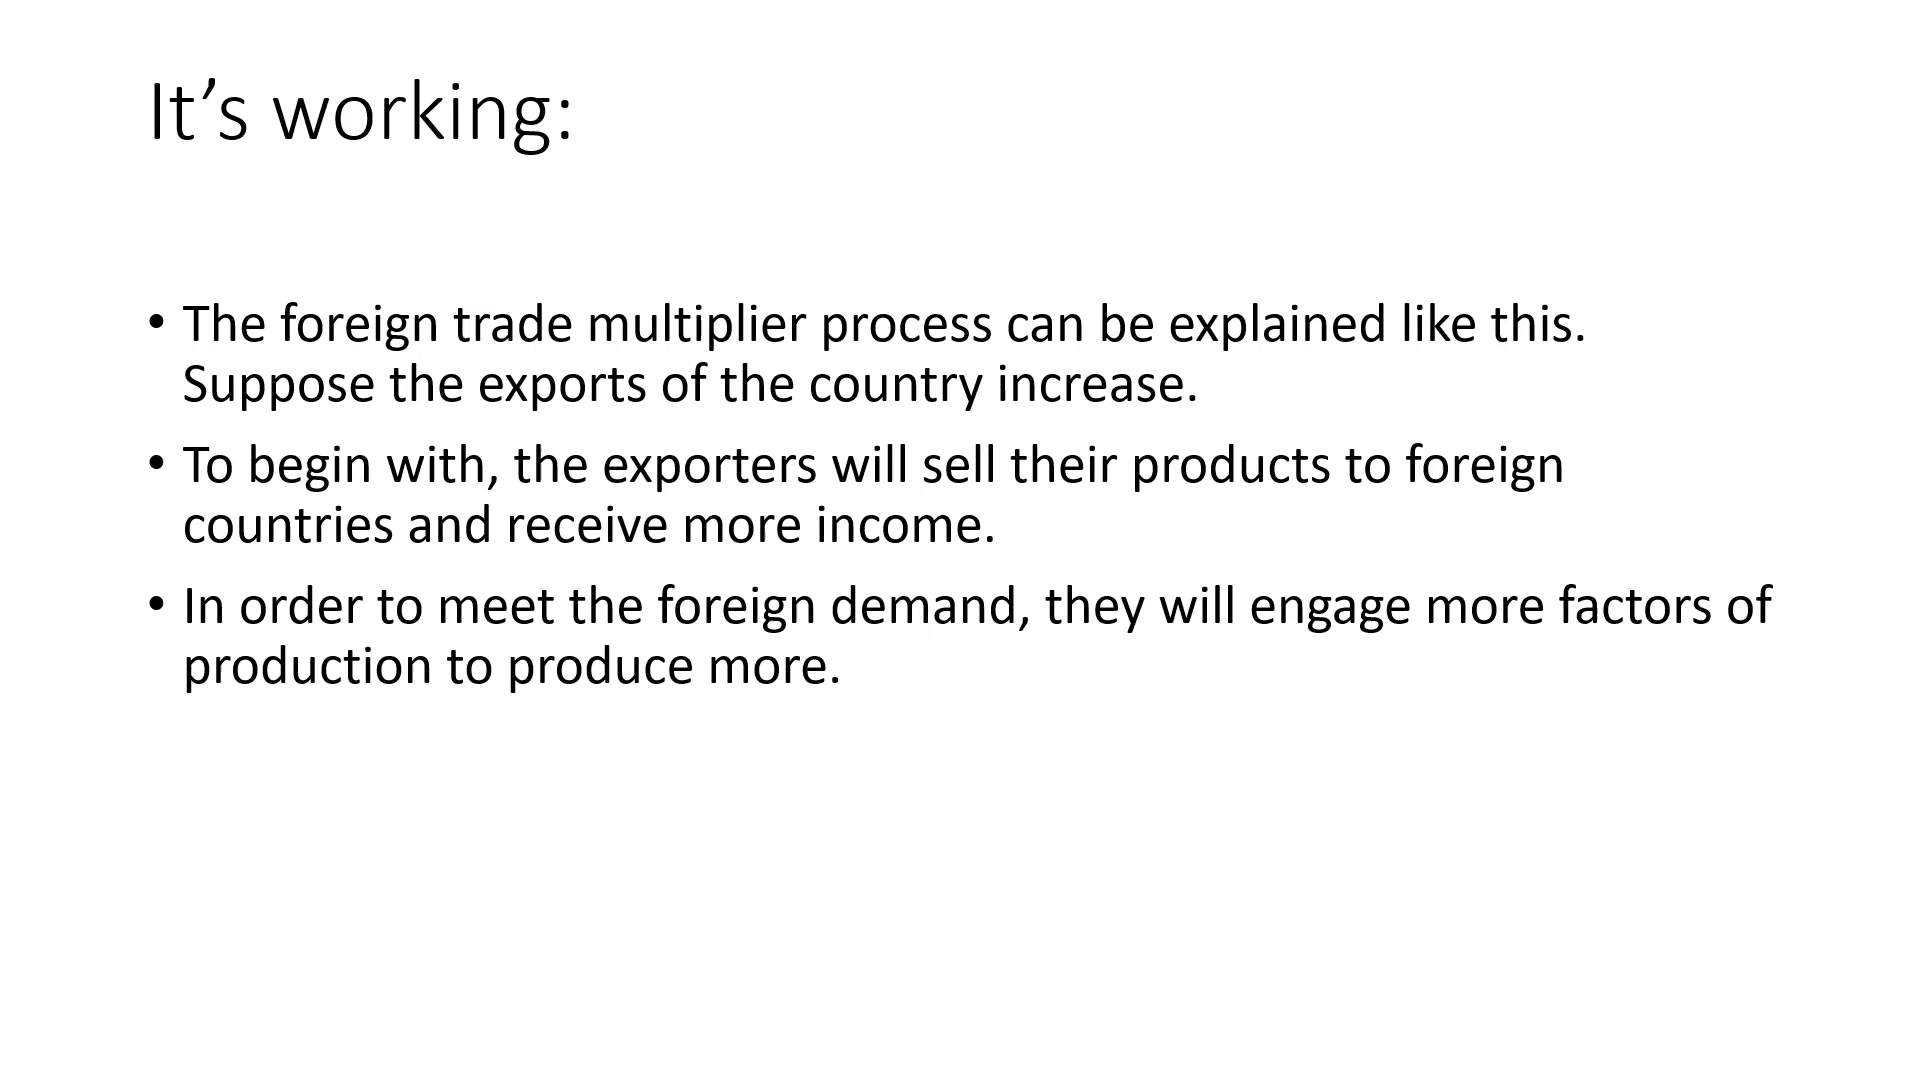 It’s working:
• The foreign trade multiplier process can be explained like this.
Suppose the exports of the country increase.
• To begin with, the exporters will sell their products to foreign
countries and receive more income.
• In order to meet the foreign demand, they will engage more factors of
production to produce more.